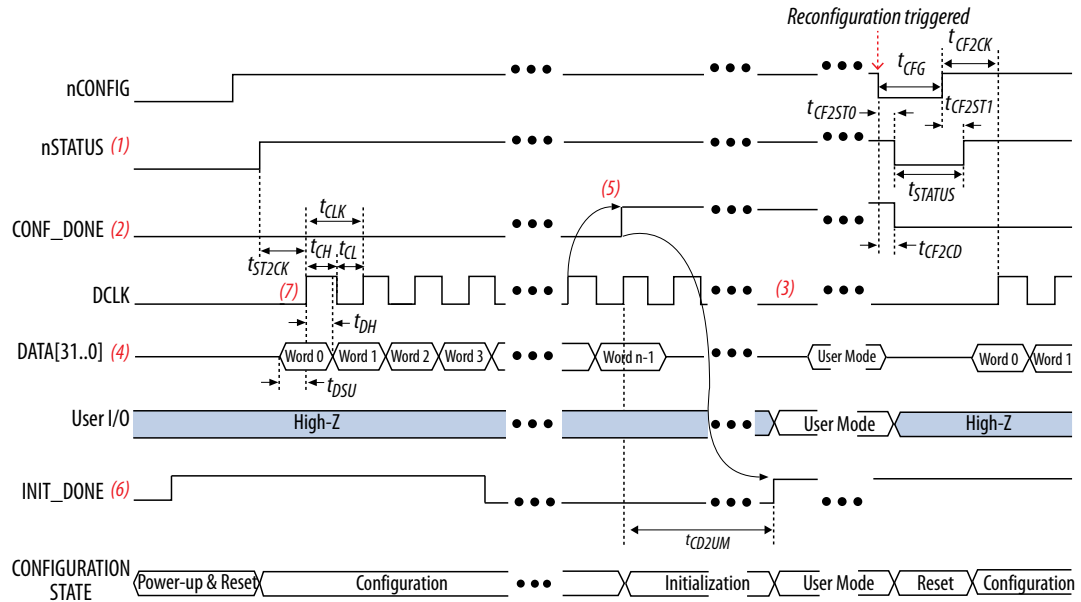 Reconfiguration triggered
tCF2CK
tCFG
nCONFIG
tCF2ST0
tCF2ST1
nSTATUS (1)
tSTATUS
(5)
CONF_DONE (2)
tCLK
tST2CK
tCH
tCL
tCF2CD
DCLK
(7)
(3)
tDH
DATA[31..0] (4)
Word 0
Word 1
Word 2
Word 3
Word n-1
User Mode
Word 0
Word 1
tDSU
User I/O
High-Z
User Mode
High-Z
INIT_DONE (6)
tCD2UM
CONFIGURATION
STATE
Power-up & Reset
Configuration
Initialization
User Mode
Reset
Configuration